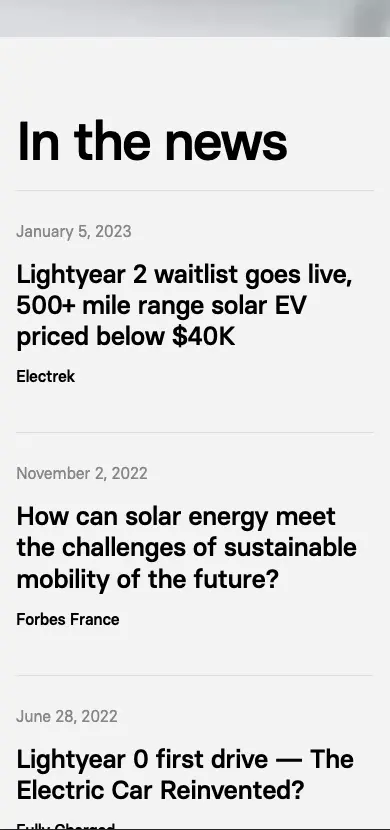 In the news
January 5, 2023
Lightyear 2 waitlist goes live,
500+ mile range solar EV
priced below $40K
Electrek
November 2, 2022
How can solar energy meet
the challenges of sustainable
mobility of the future?
Forbes France
June 28, 2022
Lightyear 0 first drive — The
Electric Car Reinvented?
Fully Charged